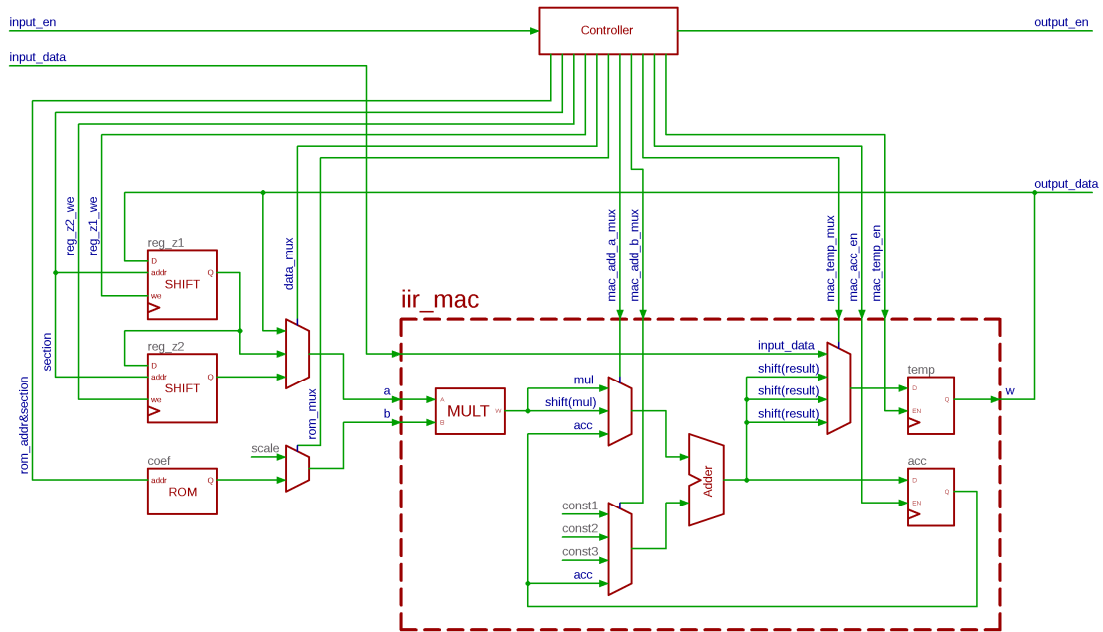 input_en
Controller
output_en
input_data
output_data
reg_z2_we
reg_z1_we
data_mux
mac_add_a_mux
mac_add_b_mux
mac_temp_mux
mac_acc_en
mac_temp_en
reg_z1
D
addr
Q
SHIFT
we
iir_mac
section
reg_z2
D
addr
Q
SHIFT
we
rom_addr&section
rom_mux
scale
coef
addr
Q
ROM
a
b
A
B
MULT
W
mul
shift(mul)
acc
const1
const2
const3
acc
Adder
input_data
shift(result)
shift(result)
shift(result)
temp
D
Q
EN
w
acc
D
Q
EN